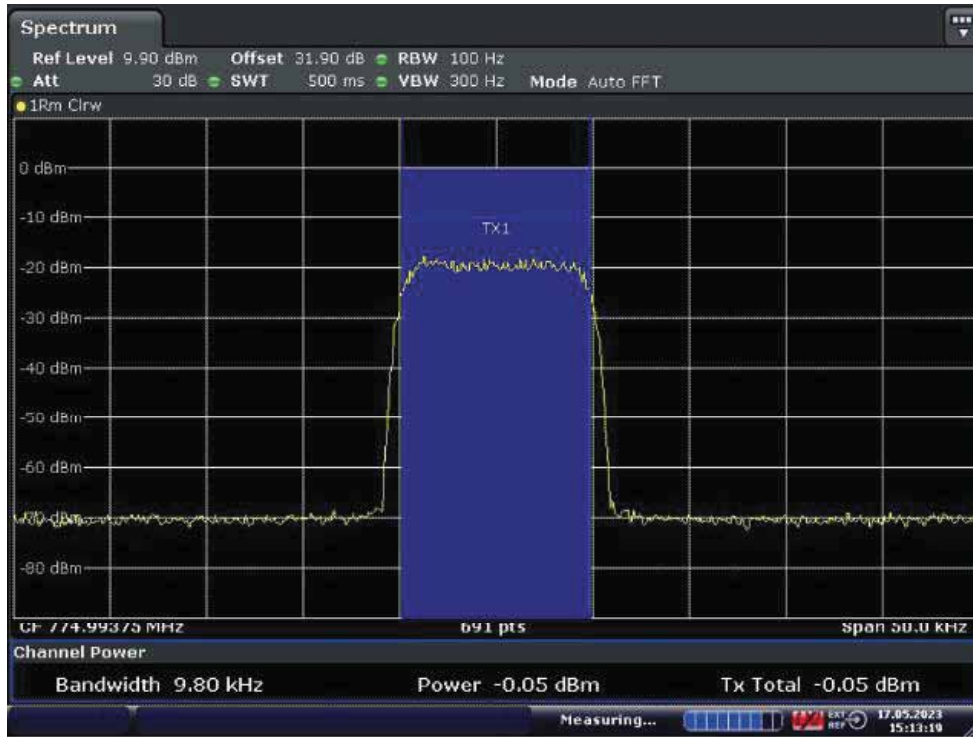 Spectrum
Ref Level 9.90 dBm Offset 31.90 dB RBW 100 Hz
Att 30 dB SWT 500 ms VBW 300 Hz Mode Auto FFT
1Rm Clrw
0 dBm
-10 dBm
TX1
-20 dBm
-30 dBm
-40 dBm
-50 dBm
-60 dBm
-70 dBm
-80 dBm
CF 774.99375 MHz 691 pts Span 50.0 kHz
Channel Power
Bandwidth 9.80 kHz Power -0.05 dBm Tx Total -0.05 dBm
Measuring... EXT REF 17.05.2023
15:13:19